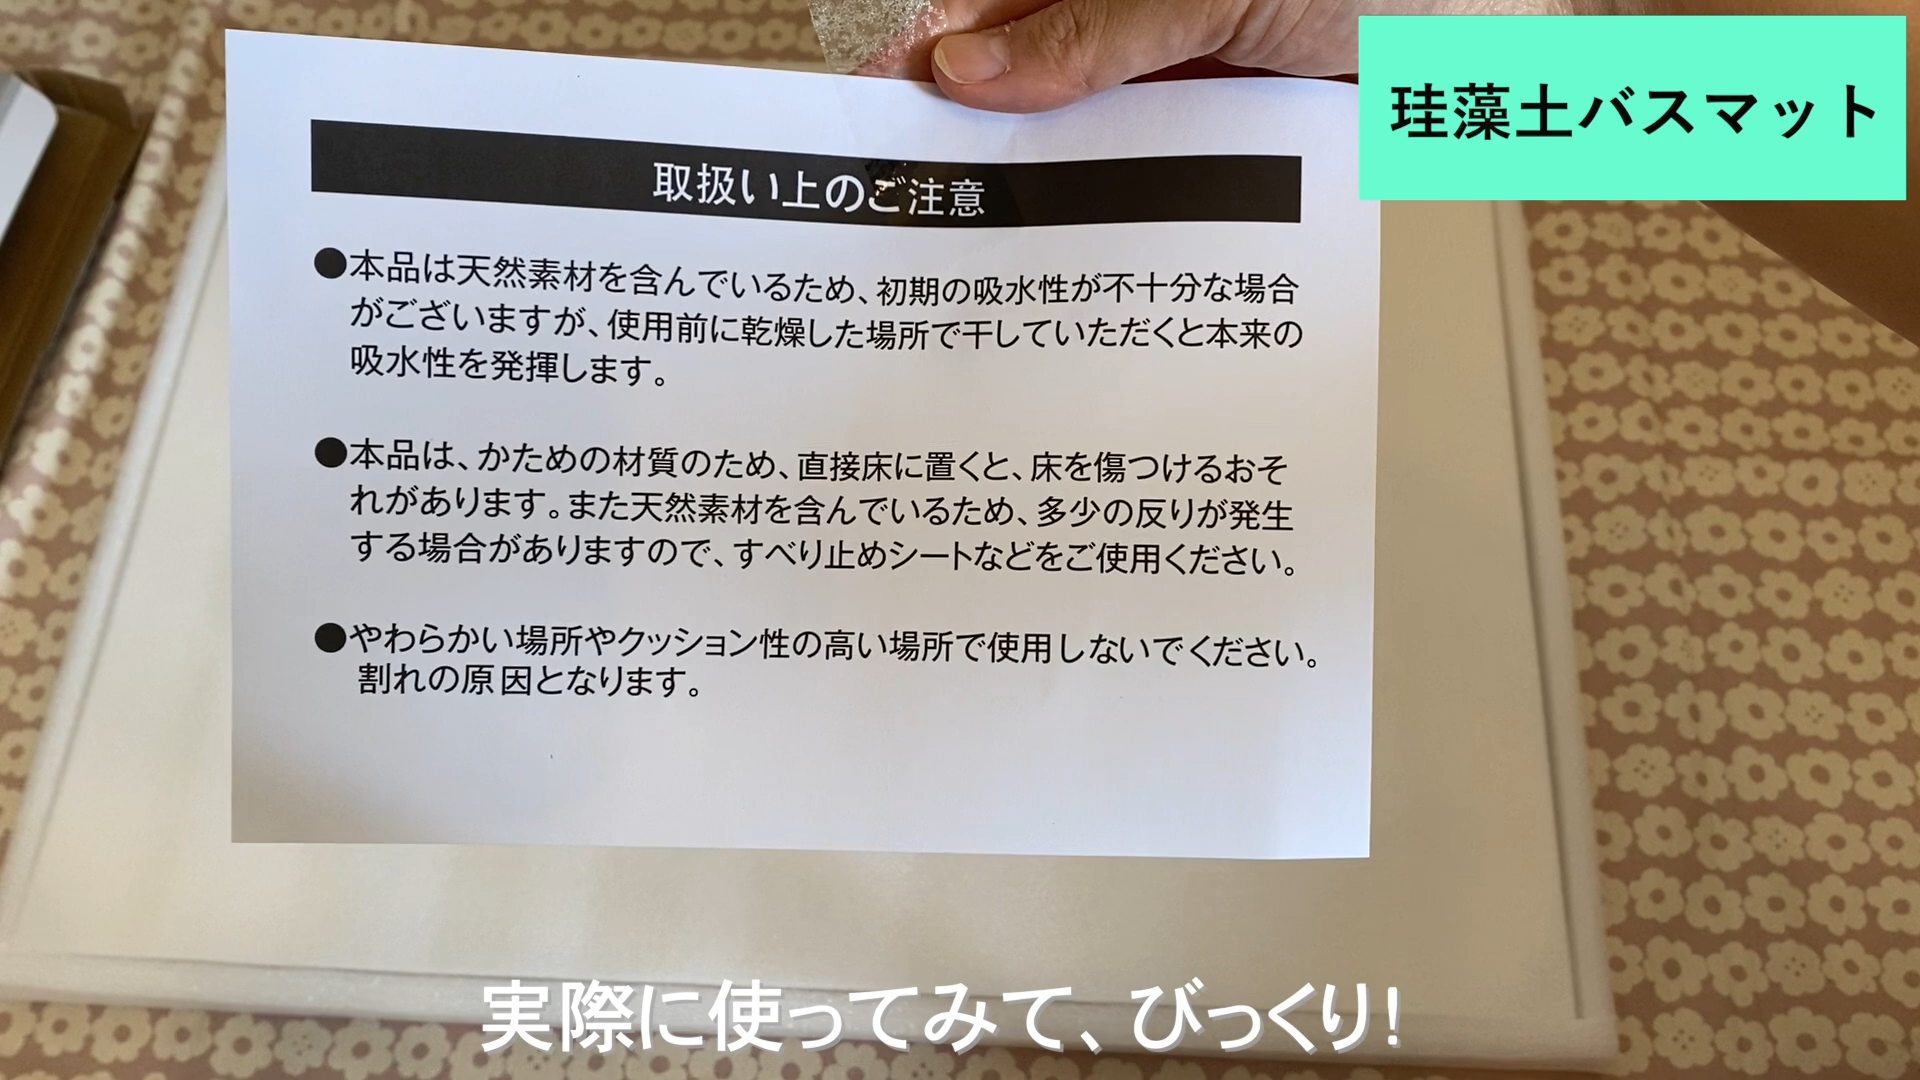 珪藻土バスマット
取扱い上のご注意
●本品は天然素材を含んでいるため、初期の吸水性が不十分な場合
がございますが、使用前に乾燥した場所で干していただくと本来の
吸水性を発揮します。
●本品は、かための材質のため、直接床に置くと、床を傷つけるおそ
れがあります。また天然素材を含んでいるため、多少の反りが発生
する場合がありますので、すべり止めシートなどをご使用ください。
●やわらかい場所やクッション性の高い場所で使用しないでください。
割れの原因となります。
実際に使ってみて、びっくり!